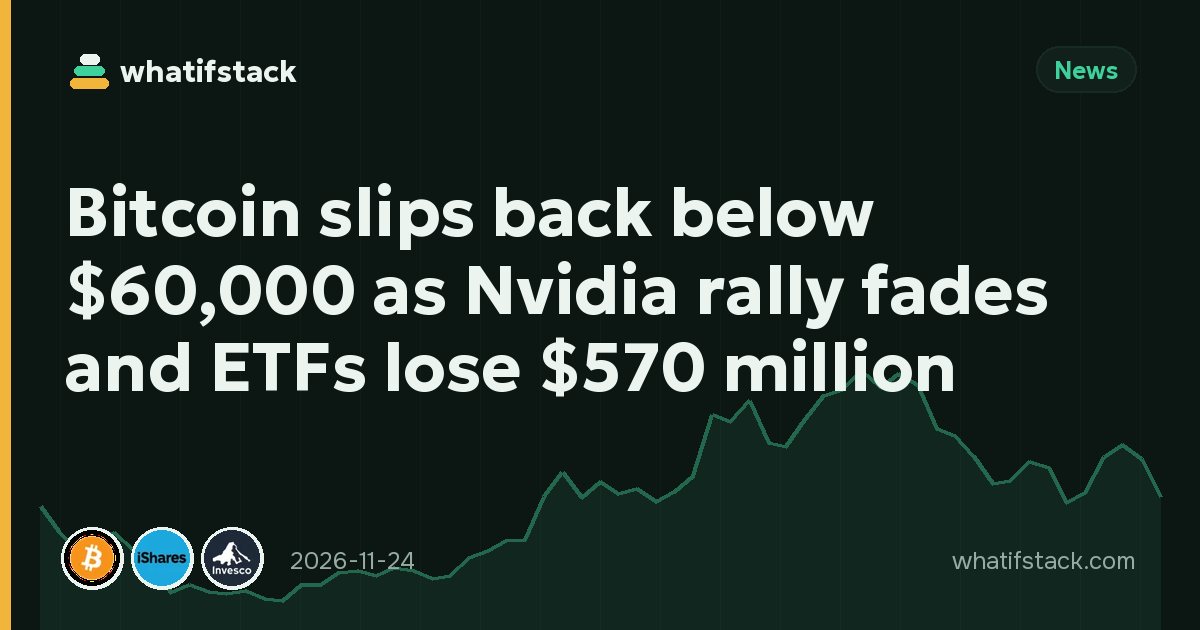 whatifstack
News
Bitcoin slips back below
$60,000 as Nvidia rally fades
and ETFs lose $570 million
iShares
Invesco
2026-11-24
whatifstack.com